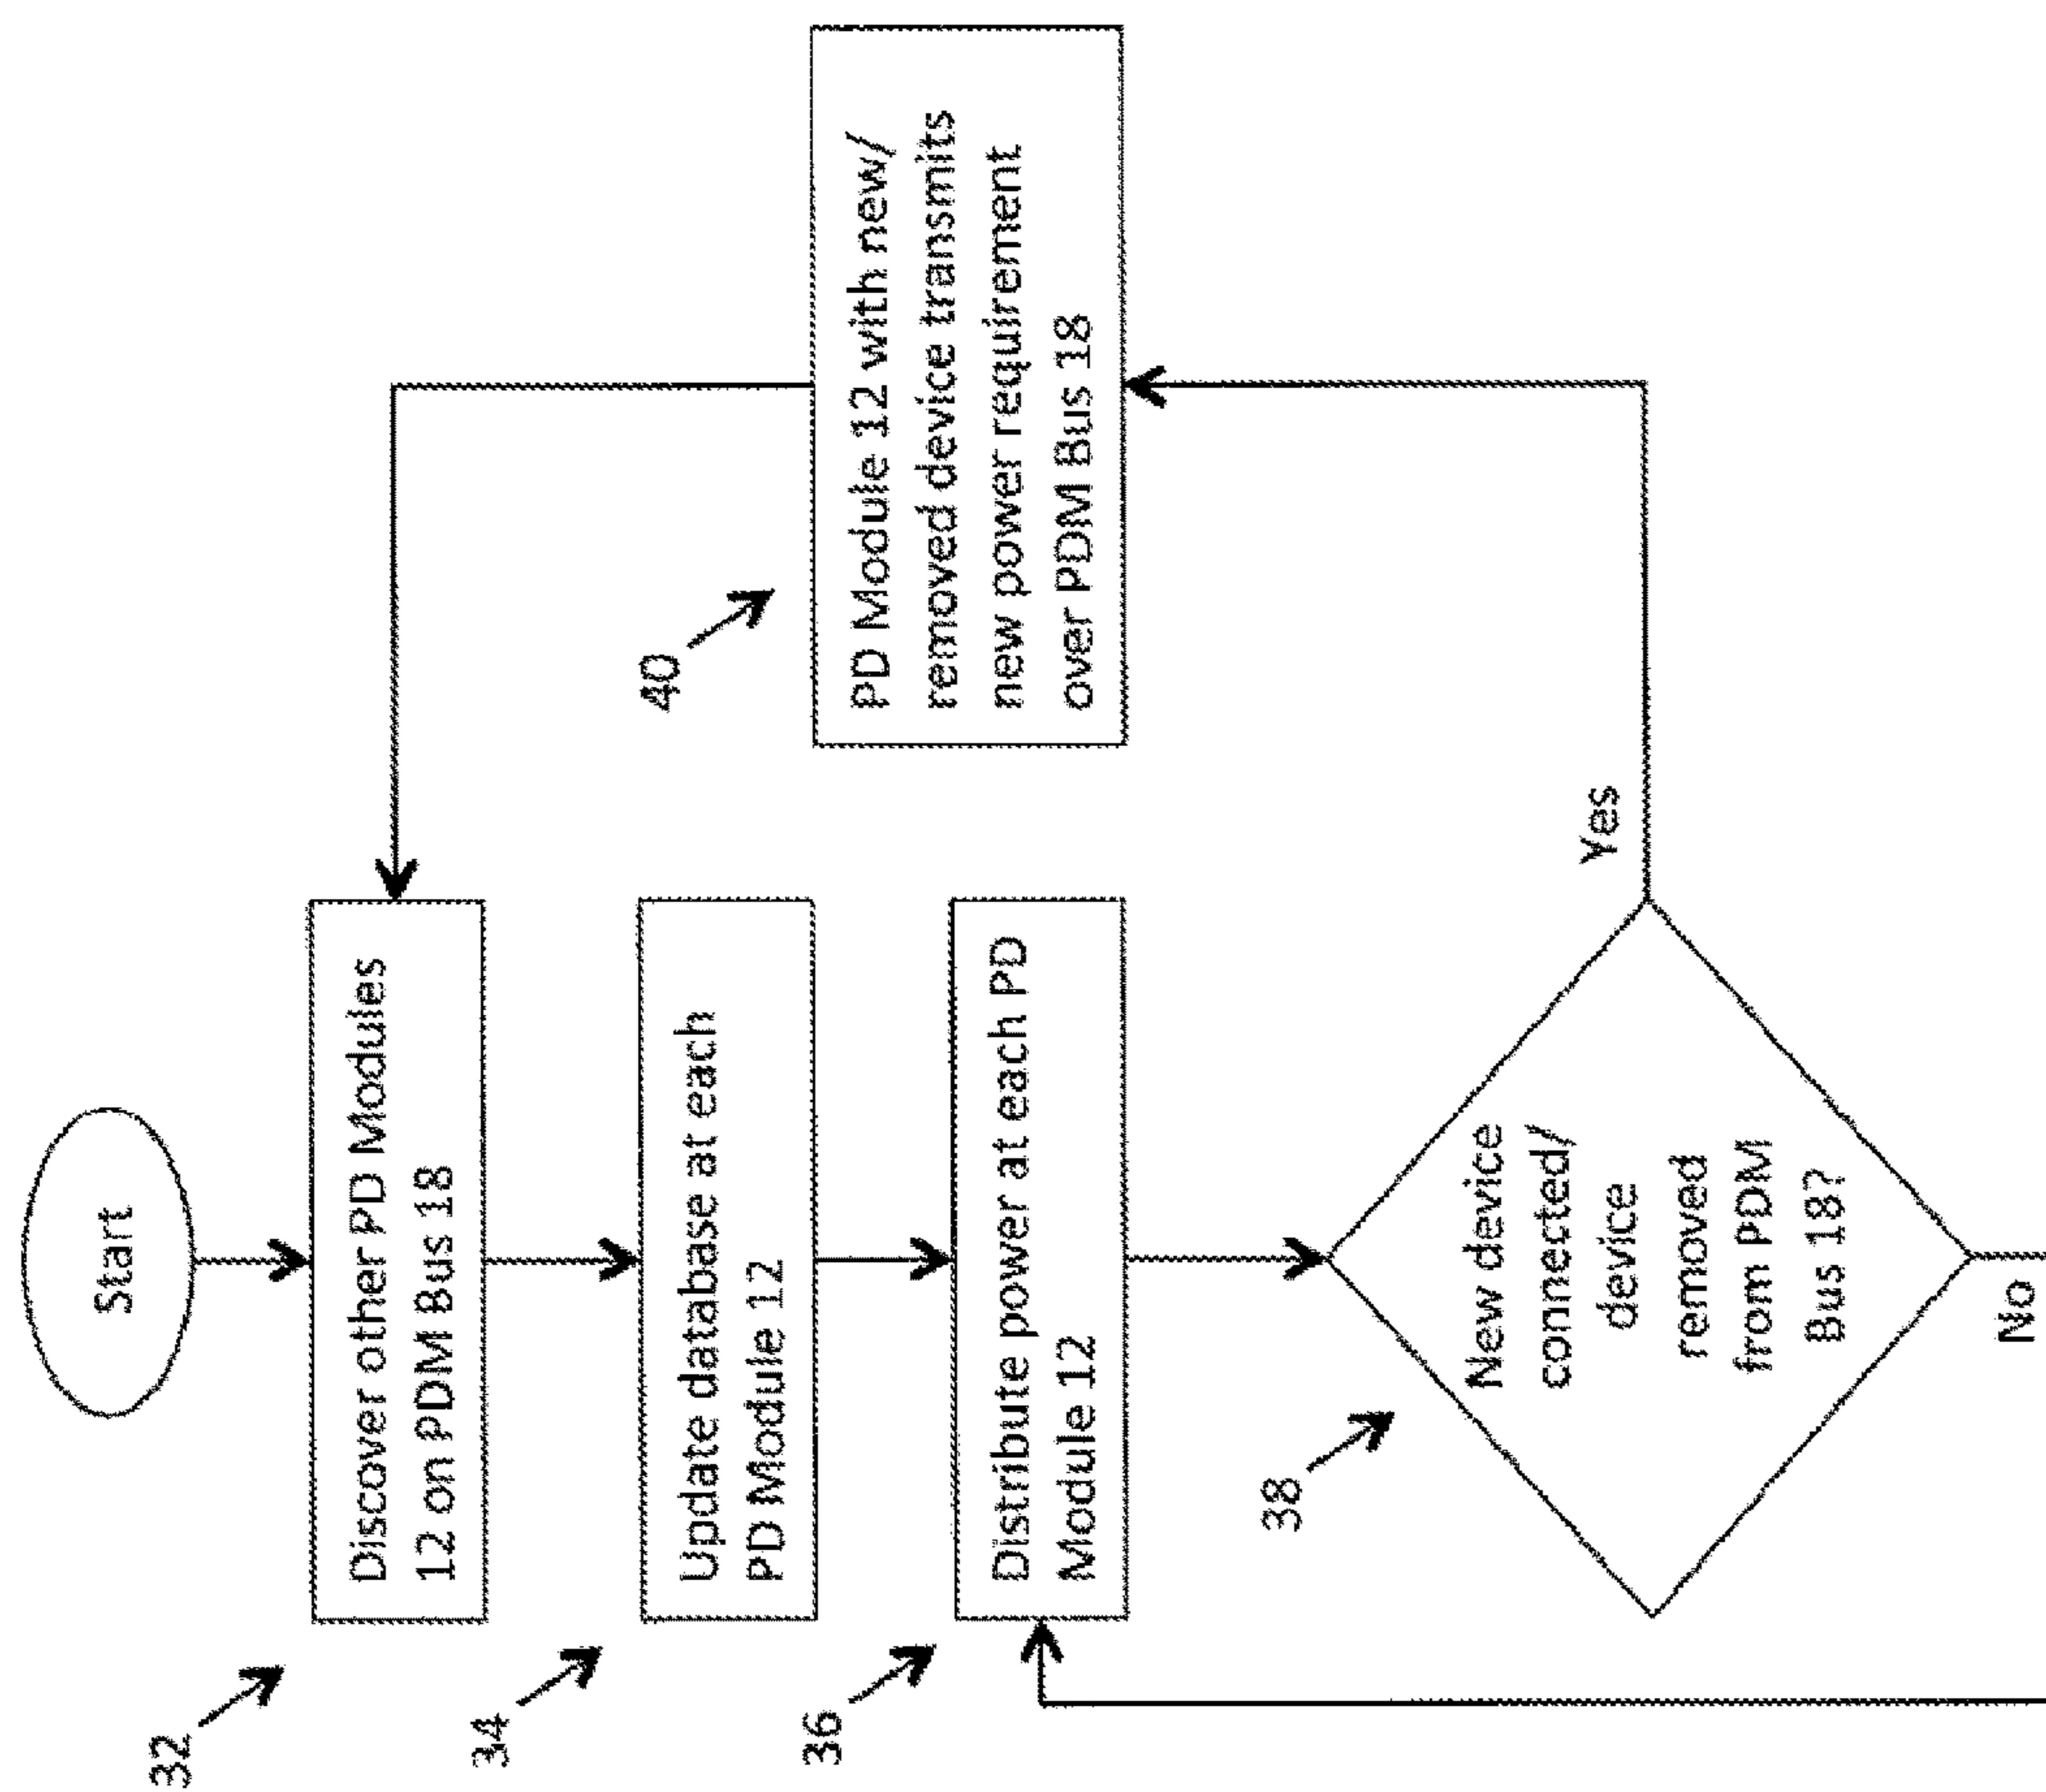 Start
32
Discover other PD Modules
12 on PDM Bus 18
34
Update database at each
PD Module 12
36
Distribute power at each PD
Module 12
38
New device
connected/
device
removed
from PDM
Bus 18?
Yes
No
40
PD Module 12 with new/
removed device transmits
new power requirement
over PDM Bus 18